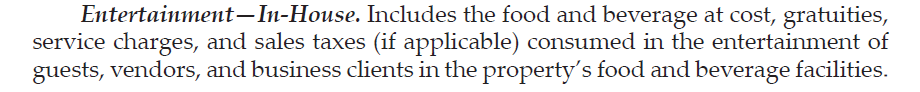 Entertainment—In-House. Includes the food and beverage at cost, gratuities,
service charges, and sales taxes (if applicable) consumed in the entertainment of
guests, vendors, and business clients in the property's food and beverage facilities.